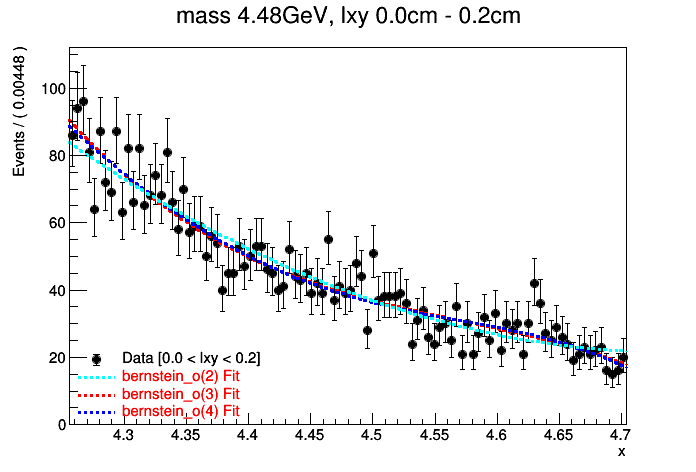 mass 4.48GeV, lxy 0.0cm - 0.2cm
Events / ( 0.00448 )
100
80
60
40
20
0
Data [0.0 < lxy < 0.2]
bernstein_o(2) Fit
bernstein_o(3) Fit
bernstein_o(4) Fit
4.3 4.35 4.4 4.45 4.5 4.55 4.6 4.65 4.7
x